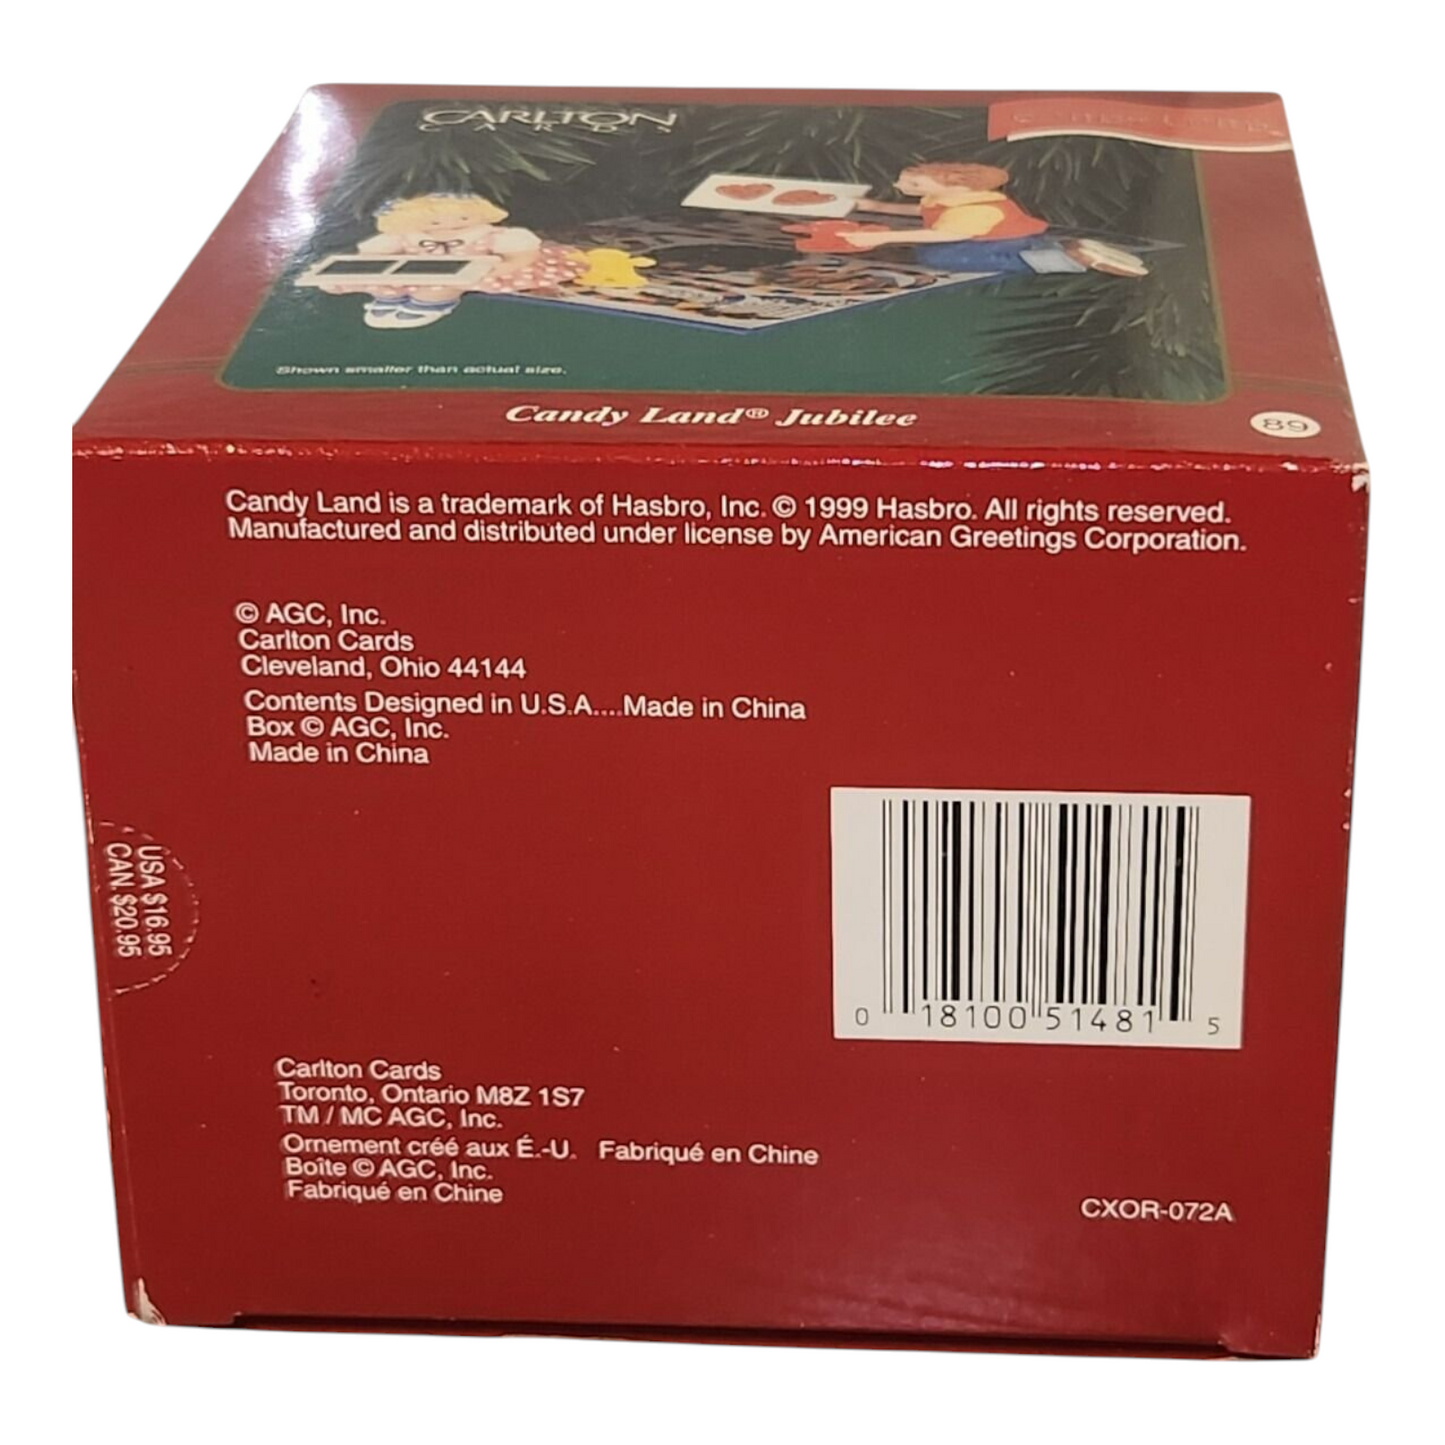 CARLTON
CARDS
Shown smaller than actual size.
Candy Land® Jubilee
89
Candy Land is a trademark of Hasbro, Inc. © 1999 Hasbro. All rights reserved.
Manufactured and distributed under license by American Greetings Corporation.
© AGC, Inc.
Carlton Cards
Cleveland, Ohio 44144
Contents Designed in U.S.A....Made in China
Box © AGC, Inc.
Made in China
USA $16.95
CAN. $20.95
0 18100 51481 5
Carlton Cards
Toronto, Ontario M8Z 1S7
TM / MC AGC, Inc.
Ornement créé aux É.-U. Fabriqué en Chine
Boîte © AGC, Inc.
Fabriqué en Chine
CXOR-072A